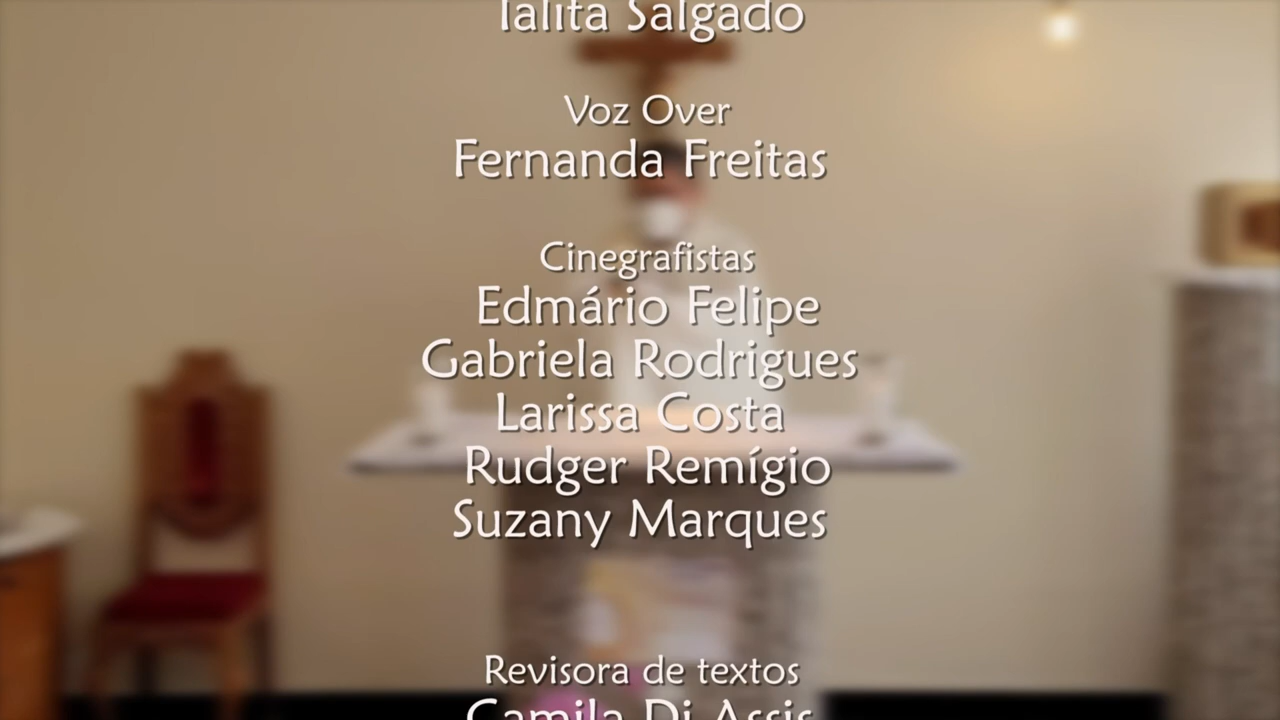 Talita Salgado
Voz Over
Fernanda Freitas
Cinegrafistas
Edmário Felipe
Gabriela Rodrigues
Larissa Costa
Rudger Remígio
Suzany Marques
Revisora de textos
Camila Di Assis